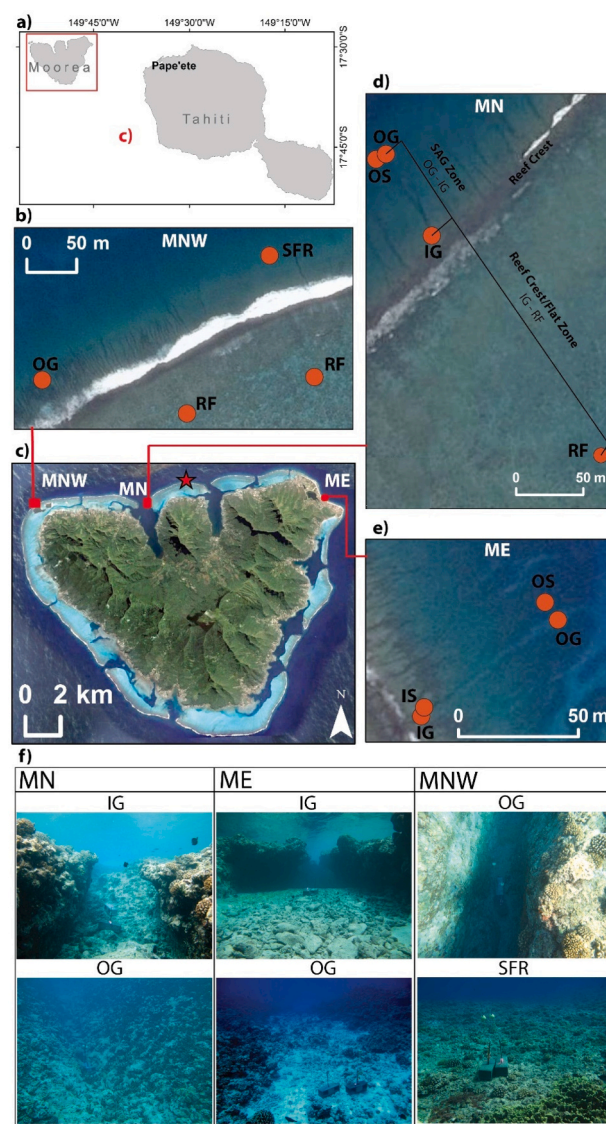 a)
149°45'0"W
149°30'0"W
149°15'0"W
17°30'0"S
17°45'0"S
Moorea
Pape'ete
Tahiti
c)
b)
0 50 m
MNW
SFR
OG
RF
RF
c)
MNW
MN
ME
0 2 km
N
d)
MN
OG
OS
SAG Zone
OG - IG
Reef Crest
IG
Reef Crest/Flat Zone
IG - RF
RF
0 50 m
e)
ME
OS
OG
IS
IG
0 50 m
f)
MN ME MNW
IG IG OG
OG OG SFR